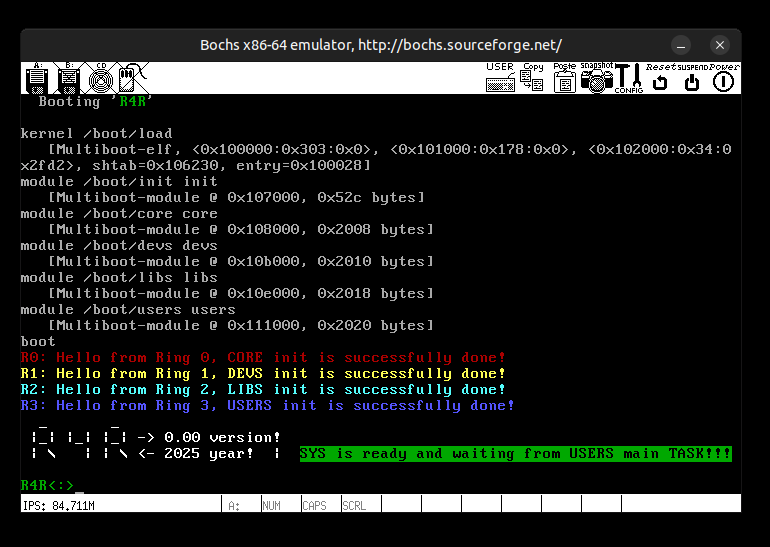 Bochs x86-64 emulator, http://bochs.sourceforge.net/
A: B: CD USER Copy Paste snapshot CONFIG Reset SUSPEND Power
Booting 'R4R'
kernel /boot/load
[Multiboot-elf, <0x100000:0x303:0x0>, <0x101000:0x178:0x0>, <0x102000:0x34:0
x2fd2>, shtab=0x106230, entry=0x100028]
module /boot/init init
[Multiboot-module @ 0x107000, 0x52c bytes]
module /boot/core core
[Multiboot-module @ 0x108000, 0x2008 bytes]
module /boot/devs devs
[Multiboot-module @ 0x10b000, 0x2010 bytes]
module /boot/libs libs
[Multiboot-module @ 0x10e000, 0x2018 bytes]
module /boot/users users
[Multiboot-module @ 0x111000, 0x2020 bytes]
boot
R0: Hello from Ring 0, CORE init is successfully done!
R1: Hello from Ring 1, DEVS init is successfully done!
R2: Hello from Ring 2, LIBS init is successfully done!
R3: Hello from Ring 3, USERS init is successfully done!
 _       _
|_| |_| |_| -> 0.00 version!
| \   | | \ <- 2025 year!  |  SYS is ready and waiting from USERS main TASK!!!
R4R<:>_
IPS: 84.711M A: NUM CAPS SCRL